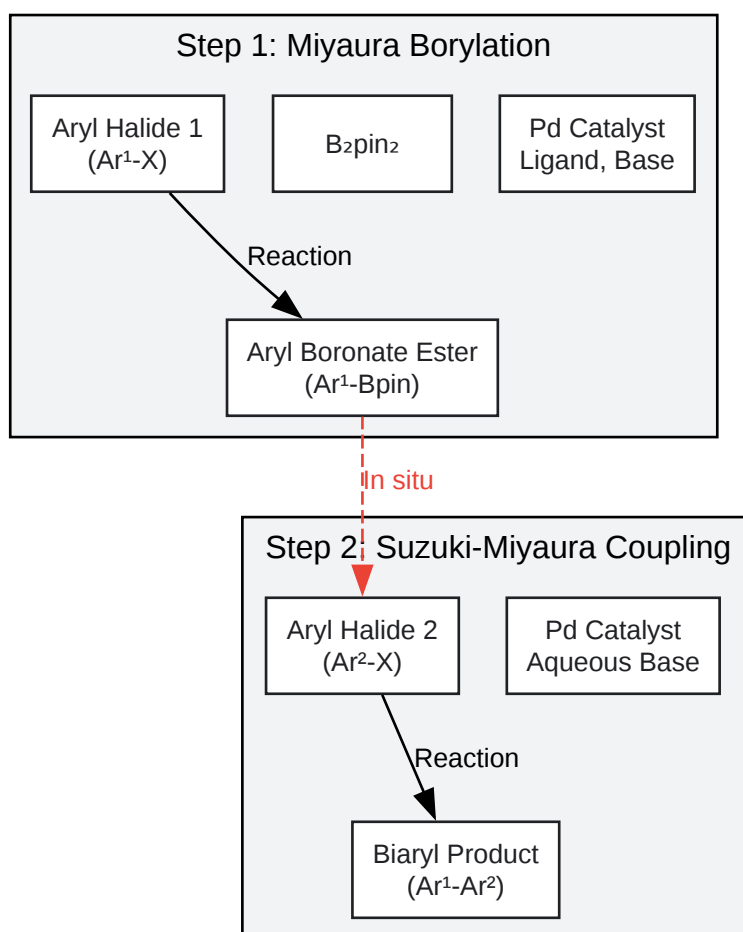 Step 1: Miyaura Borylation
Aryl Halide 1
(Ar¹-X)
B₂pin₂
Pd Catalyst
Ligand, Base
Reaction
Aryl Boronate Ester
(Ar¹-Bpin)
In situ
Step 2: Suzuki-Miyaura Coupling
Aryl Halide 2
(Ar²-X)
Pd Catalyst
Aqueous Base
Reaction
Biaryl Product
(Ar¹-Ar²)